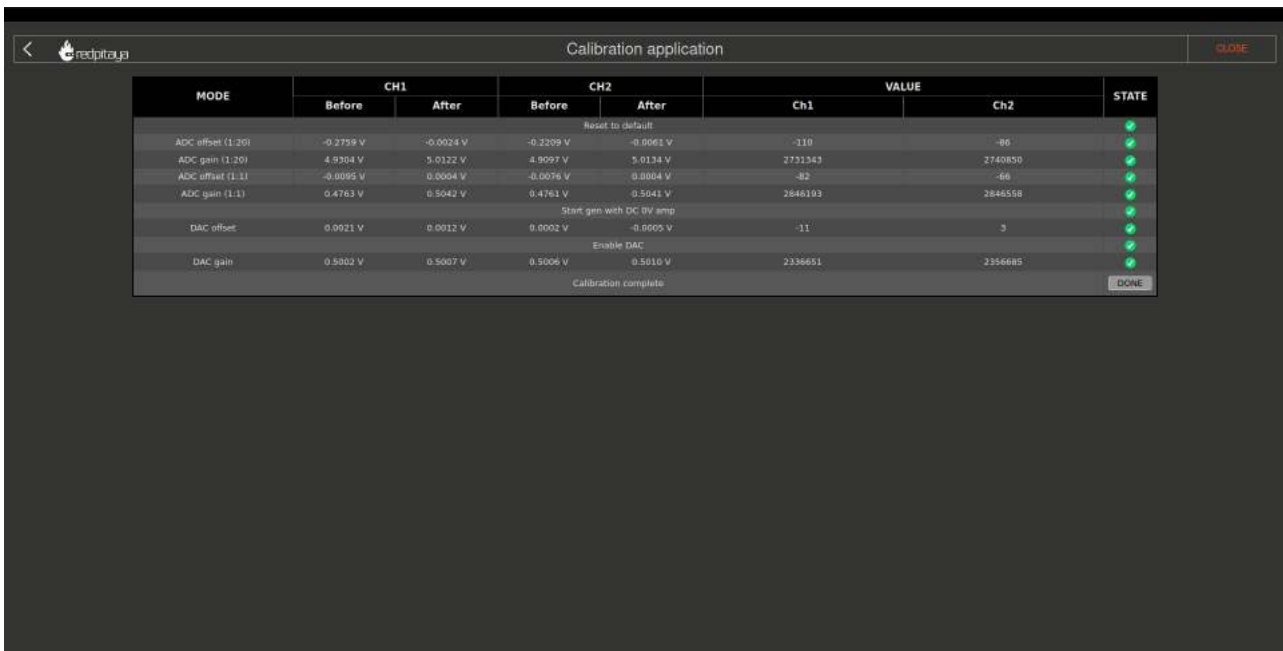 redpitaya Calibration application CLOSE
MODE CH1 CH2 VALUE STATE
Before After Before After Ch1 Ch2
Reset to default
ADC offset (1:20) -0.2759 V -0.0024 V -0.2209 V -0.0061 V -110 -86
ADC gain (1:20) 4.9304 V 5.0122 V 4.9097 V 5.0134 V 2731343 2740850
ADC offset (1:1) -0.0095 V 0.0004 V -0.0076 V 0.0004 V -82 -66
ADC gain (1:1) 0.4763 V 0.5042 V 0.4761 V 0.5041 V 2846193 2846558
Start gen with DC 0V amp
DAC offset 0.0021 V 0.0012 V 0.0002 V -0.0005 V -11 3
Enable DAC
DAC gain 0.5002 V 0.5007 V 0.5006 V 0.5010 V 2336651 2356685
Calibration complete DONE